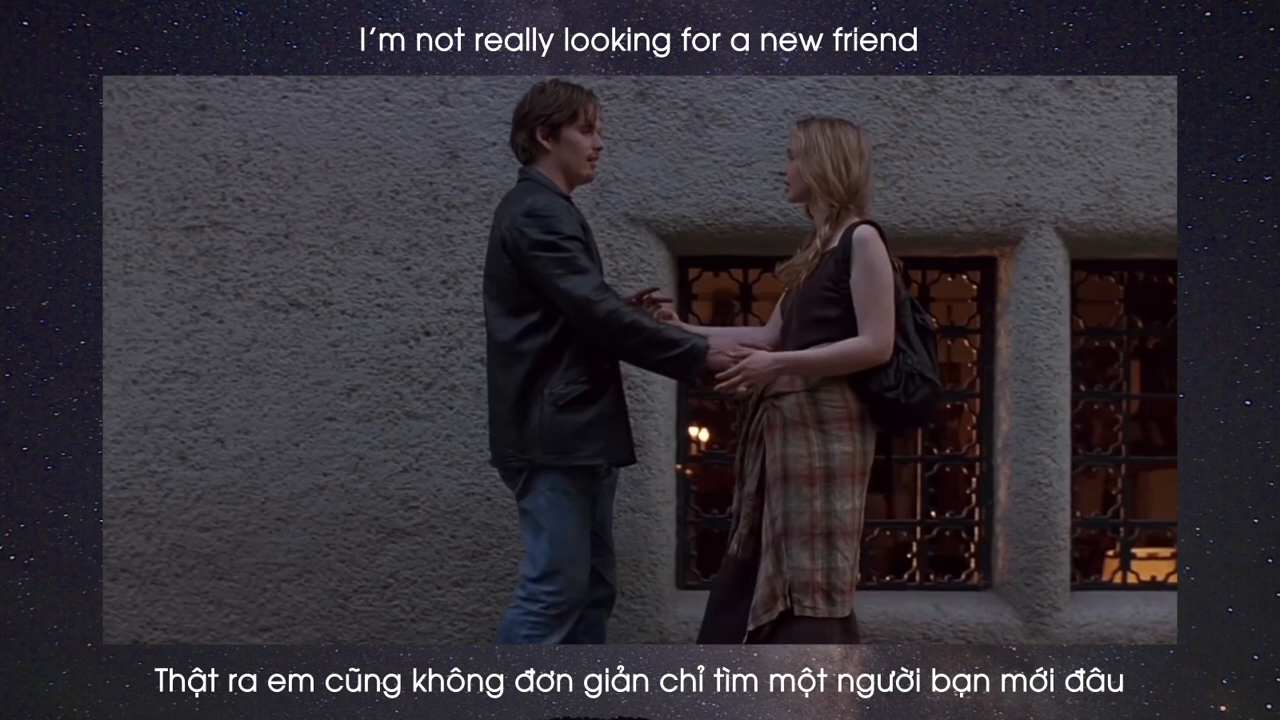 I'm not really looking for a new friend
Thật ra em cũng không đơn giản chỉ tìm một người bạn mới đâu